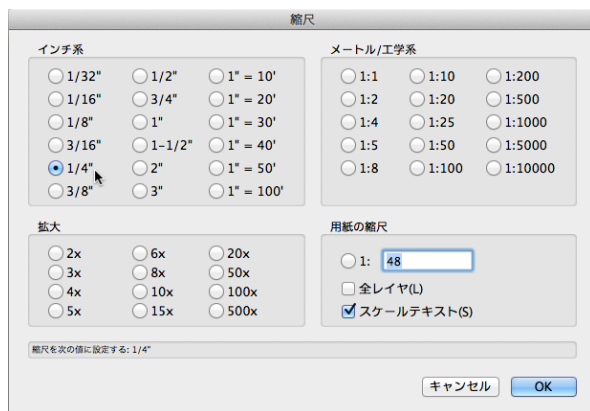 縮尺
インチ系
1/32" 1/2" 1" = 10'
1/16" 3/4" 1" = 20'
1/8" 1" 1" = 30'
3/16" 1-1/2" 1" = 40'
1/4" 2" 1" = 50'
3/8" 3" 1" = 100'
メートル/工学系
1:1 1:10 1:200
1:2 1:20 1:500
1:4 1:25 1:1000
1:5 1:50 1:5000
1:8 1:100 1:10000
拡大
2x 6x 20x
3x 8x 50x
4x 10x 100x
5x 15x 500x
用紙の縮尺
1: 48
全レイヤ(L)
スケールテキスト(S)
縮尺を次の値に設定する: 1/4"
キャンセル OK